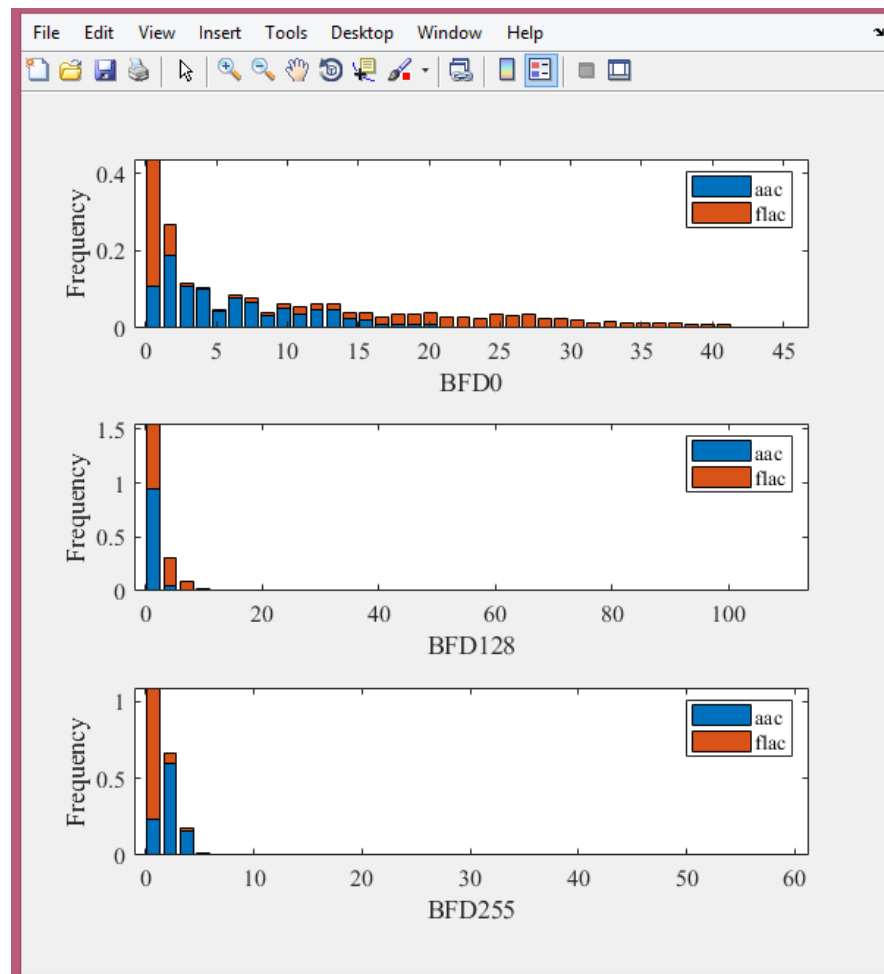 File Edit View Insert Tools Desktop Window Help
0.4
0.2
0
Frequency
aac
flac
0 5 10 15 20 25 30 35 40 45
BFD0
1.5
1
0.5
0
Frequency
aac
flac
0 20 40 60 80 100
BFD128
1
0.5
0
Frequency
aac
flac
0 10 20 30 40 50 60
BFD255